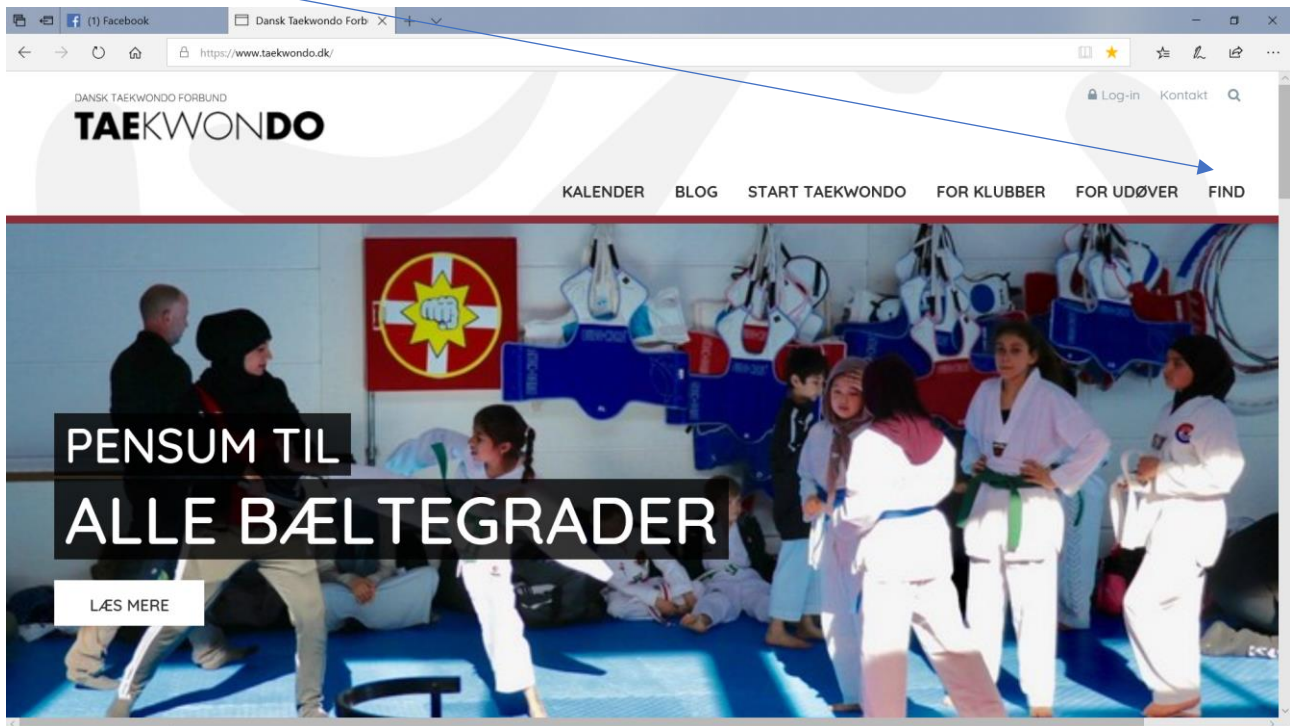 (1) Facebook
Dansk Taekwondo Forb
https://www.taekwondo.dk/
DANSK TAEKWONDO FORBUND
TAEKWONDO
Log-in Kontakt
KALENDER BLOG START TAEKWONDO FOR KLUBBER FOR UDØVER FIND
PENSUM TIL
ALLE BÆLTEGRADER
LÆS MERE